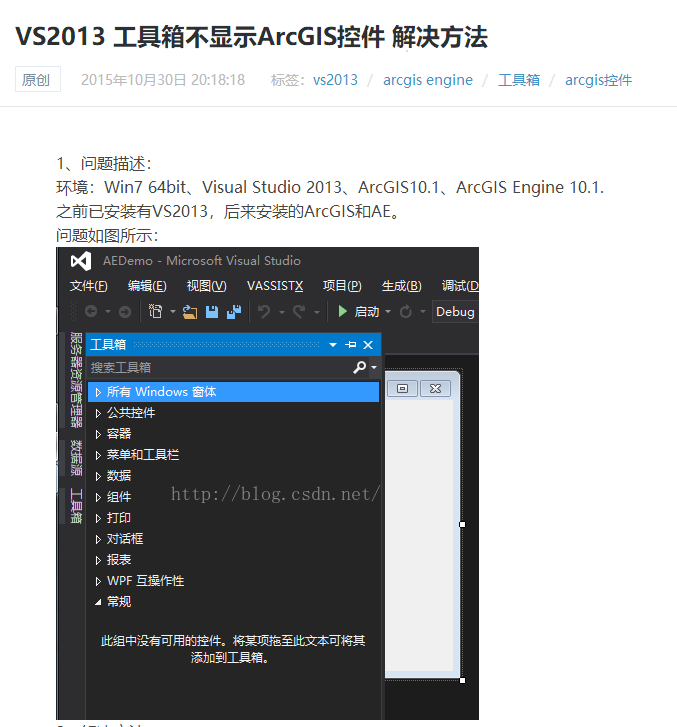 VS2013 工具箱不显示ArcGIS控件 解决方法
原创 2015年10月30日 20:18:18 标签： vs2013 / arcgis engine / 工具箱 / arcgis控件
1、问题描述：
环境：Win7 64bit、Visual Studio 2013、ArcGIS10.1、ArcGIS Engine 10.1.
之前已安装有VS2013，后来安装的ArcGIS和AE。
问题如图所示：
AEDemo - Microsoft Visual Studio
文件(F) 编辑(E) 视图(V) VASSISTX 项目(P) 生成(B) 调试(D
启动 Debug
服务器资源管理器
数据源
工具箱
工具箱
搜索工具箱
所有 Windows 窗体
公共控件
容器
菜单和工具栏
数据
组件
http://blog.csdn.net/
打印
对话框
报表
WPF 互操作性
常规
此组中没有可用的控件。将某项拖至此文本可将其
添加到工具箱。